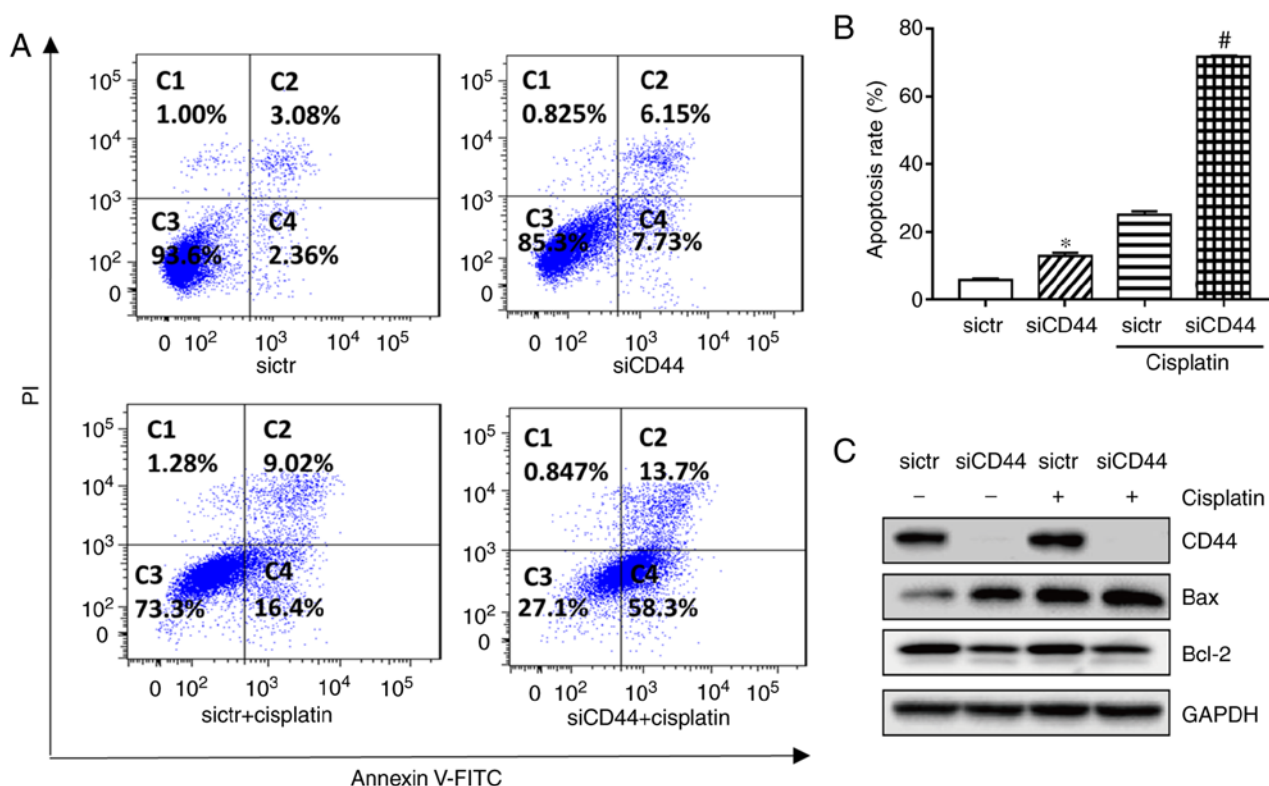 A
PI
10⁵
10⁴
10³
10²
0
C1
1.00%
C2
3.08%
C3
93.6%
C4
2.36%
0 10² 10³ 10⁴ 10⁵
sictr
10⁵
10⁴
10³
10²
0
C1
0.825%
C2
6.15%
C3
85.3%
C4
7.73%
0 10² 10³ 10⁴ 10⁵
siCD44
10⁵
10⁴
10³
10²
0
C1
1.28%
C2
9.02%
C3
73.3%
C4
16.4%
0 10² 10³ 10⁴ 10⁵
sictr+cisplatin
10⁵
10⁴
10³
10²
0
C1
0.847%
C2
13.7%
C3
27.1%
C4
58.3%
0 10² 10³ 10⁴ 10⁵
siCD44+cisplatin
Annexin V-FITC
B
Apoptosis rate (%)
80
60
40
20
0
*
#
sictr siCD44 sictr siCD44
Cisplatin
C
sictr siCD44 sictr siCD44
− − + + Cisplatin
CD44
Bax
Bcl-2
GAPDH